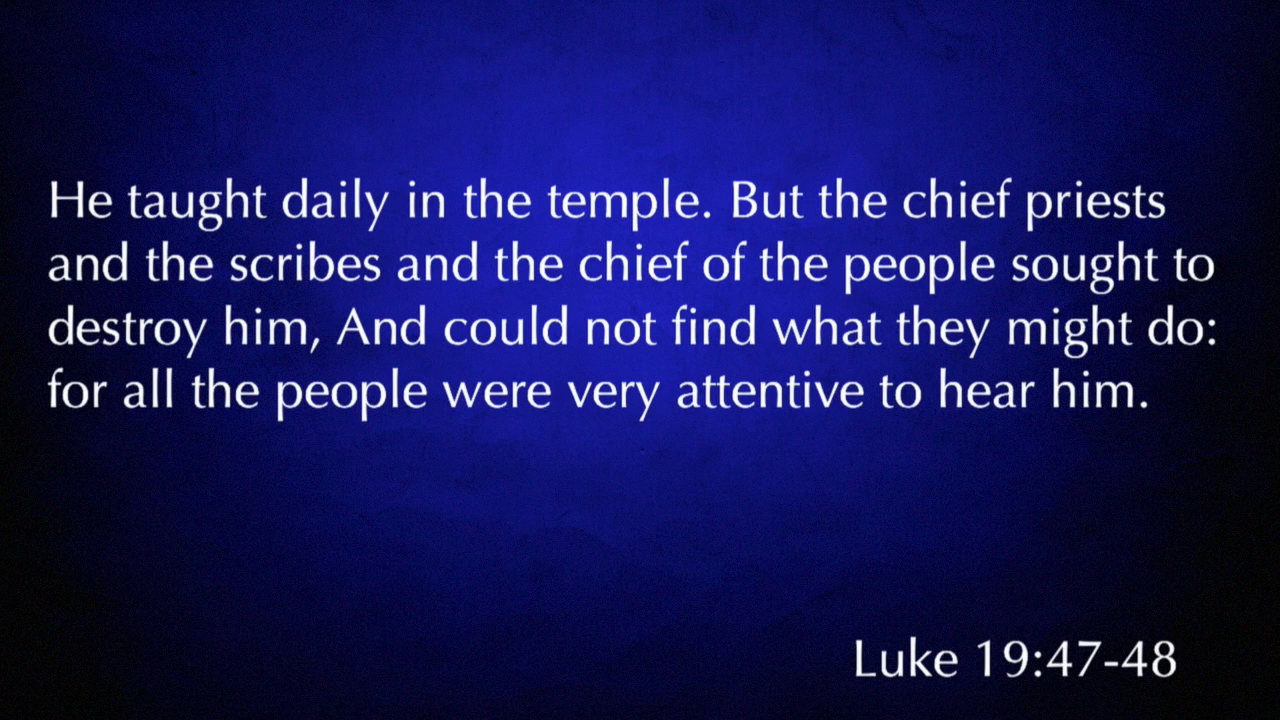 He taught daily in the temple. But the chief priests
and the scribes and the chief of the people sought to
destroy him, And could not find what they might do:
for all the people were very attentive to hear him.
Luke 19:47-48